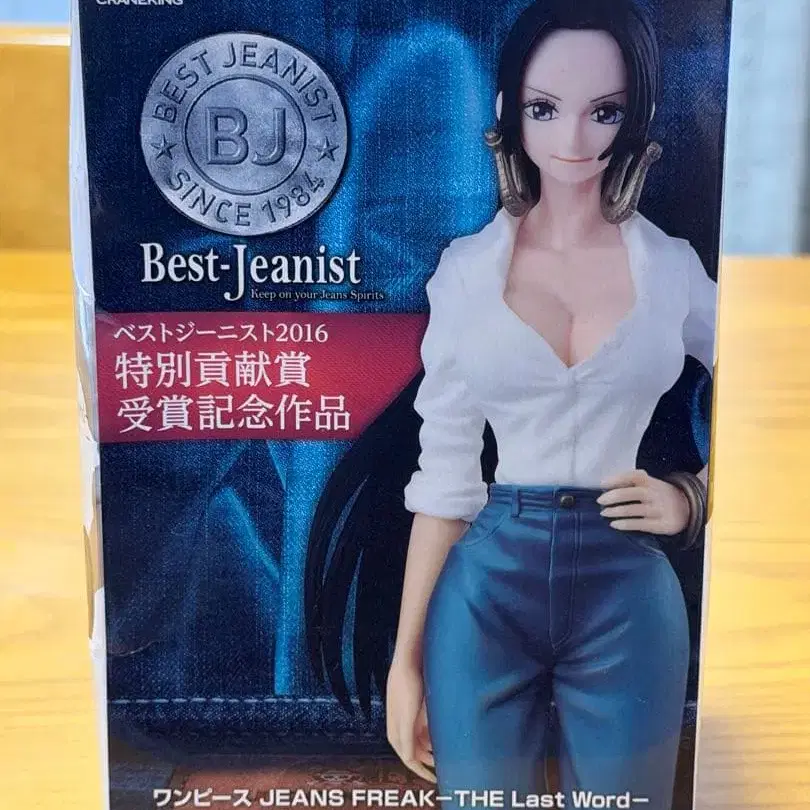 CRANEKING
BEST JEANIST
BJ
SINCE 1984
Best-Jeanist
Keep on your Jeans Spirits
ベストジーニスト2016
特別貢献賞
受賞記念作品
ワンピース JEANS FREAK－THE Last Word－